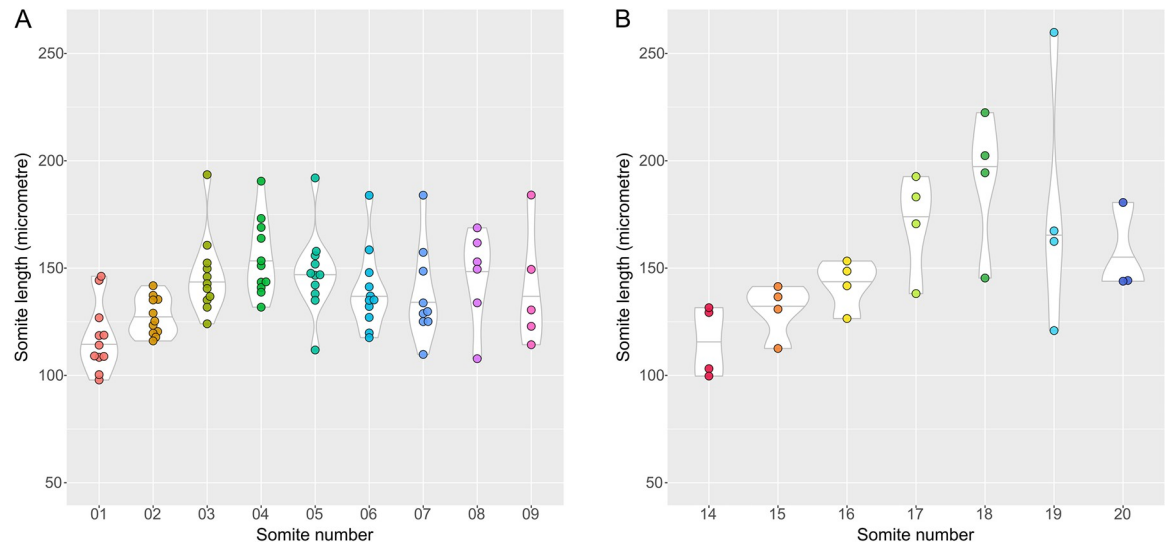 A
Somite length (micrometre)
250
200
150
100
50
01 02 03 04 05 06 07 08 09
Somite number
B
Somite length (micrometre)
250
200
150
100
50
14 15 16 17 18 19 20
Somite number